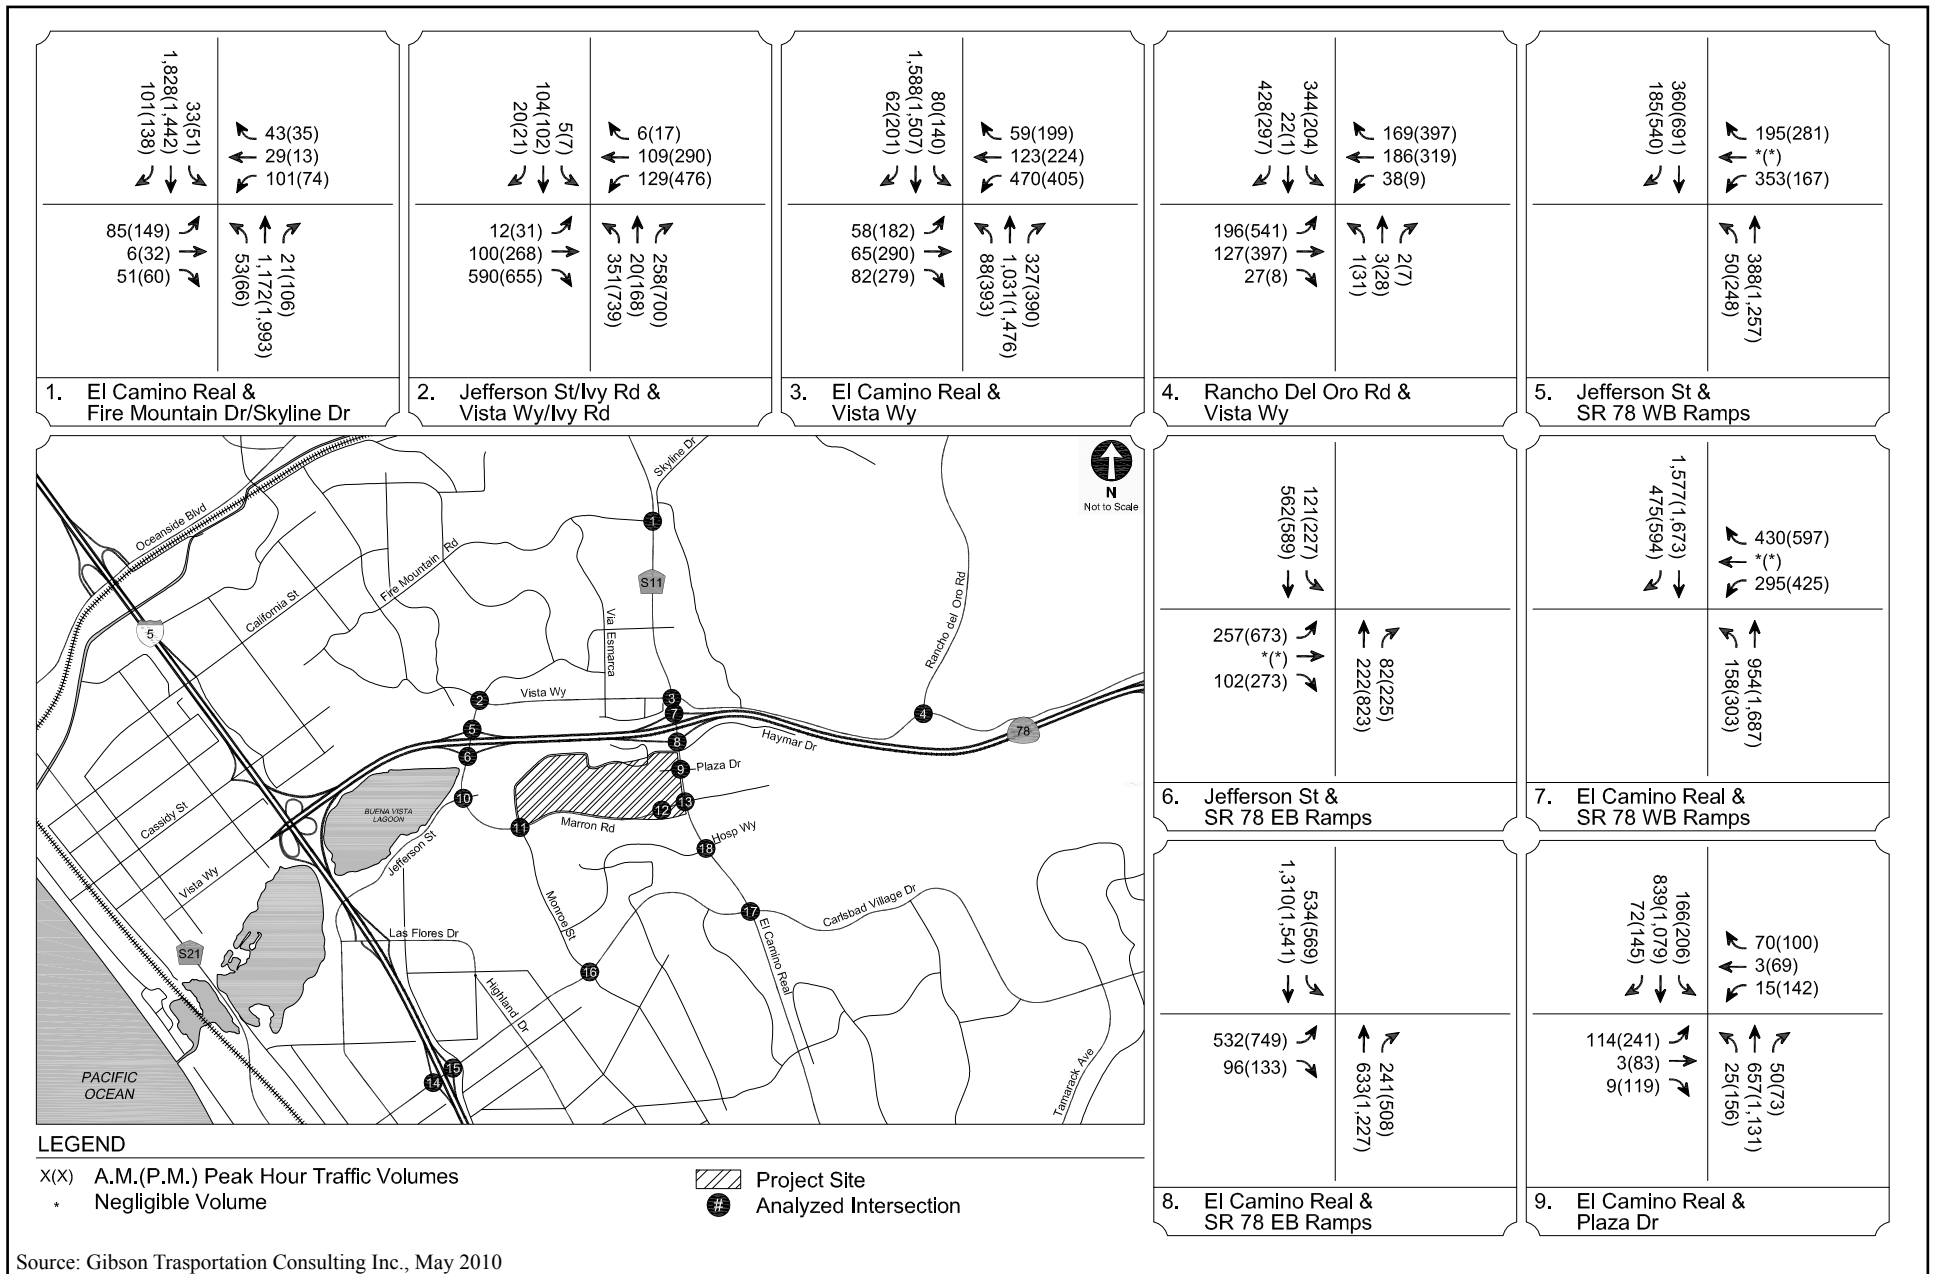 1,828(1,442)
101(138)
33(51)
43(35)
29(13)
101(74)
85(149)
6(32)
51(60)
53(66)
1,172(1,993)
21(106)
1. El Camino Real &
Fire Mountain Dr/Skyline Dr
104(102)
20(21)
5(7)
6(17)
109(290)
129(476)
12(31)
100(268)
590(655)
351(739)
20(168)
258(700)
2. Jefferson St/Ivy Rd &
Vista Wy/Ivy Rd
1,588(1,507)
62(201)
80(140)
59(199)
123(224)
470(405)
58(182)
65(290)
82(279)
88(393)
1,031(1,476)
327(390)
3. El Camino Real &
Vista Wy
428(297)
22(1)
344(204)
169(397)
186(319)
38(9)
196(541)
127(397)
27(8)
1(31)
3(28)
2(7)
4. Rancho Del Oro Rd &
Vista Wy
185(540)
360(691)
195(281)
*(*)
353(167)
50(248)
388(1,257)
5. Jefferson St &
SR 78 WB Ramps
562(589)
121(227)
257(673)
*(*)
102(273)
222(823)
82(225)
6. Jefferson St &
SR 78 EB Ramps
475(594)
1,577(1,673)
430(597)
*(*)
295(425)
158(303)
954(1,687)
7. El Camino Real &
SR 78 WB Ramps
1,310(1,541)
534(569)
532(749)
96(133)
633(1,227)
241(508)
8. El Camino Real &
SR 78 EB Ramps
72(145)
839(1,079)
166(206)
70(100)
3(69)
15(142)
114(241)
3(83)
9(119)
25(156)
657(1,131)
50(73)
9. El Camino Real &
Plaza Dr
N
Not to Scale
Skyline Dr
Oceanside Blvd
1
Fire Mountain Rd
S11
California St
5
Via Esmarca
Rancho del Oro Rd
2
Vista Wy
3
7
4
5
6
8
78
Haymar Dr
9
Plaza Dr
10
BUENA VISTA
LAGOON
12
13
11
Marron Rd
Cassidy St
Jefferson St
Hosp Wy
18
Vista Wy
Monroe St
17
Carlsbad Village Dr
El Camino Real
Las Flores Dr
S21
16
Highland Dr
15
14
Tamarack Ave
PACIFIC
OCEAN
LEGEND
X(X) A.M.(P.M.) Peak Hour Traffic Volumes
* Negligible Volume
Project Site
# Analyzed Intersection
Source: Gibson Trasportation Consulting Inc., May 2010